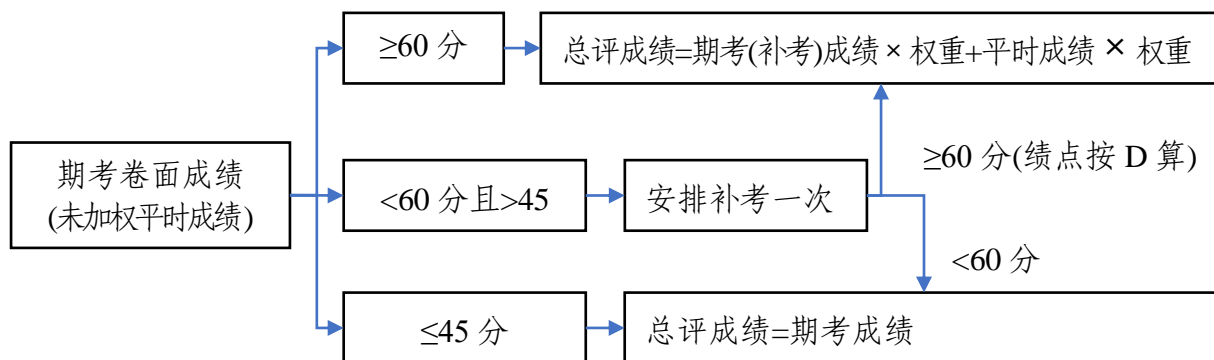 ≥60 分
总评成绩=期考(补考)成绩 × 权重+平时成绩 × 权重
期考卷面成绩
(未加权平时成绩)
<60 分且>45
安排补考一次
≥60 分(绩点按 D 算)
<60 分
≤45 分
总评成绩=期考成绩